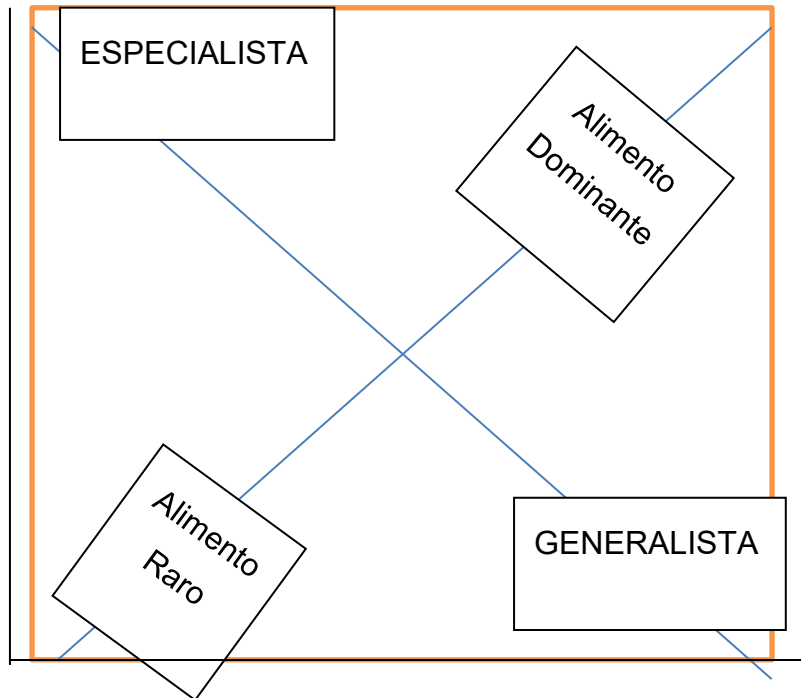 ESPECIALISTA
Alimento
Dominante
Alimento
Raro
GENERALISTA